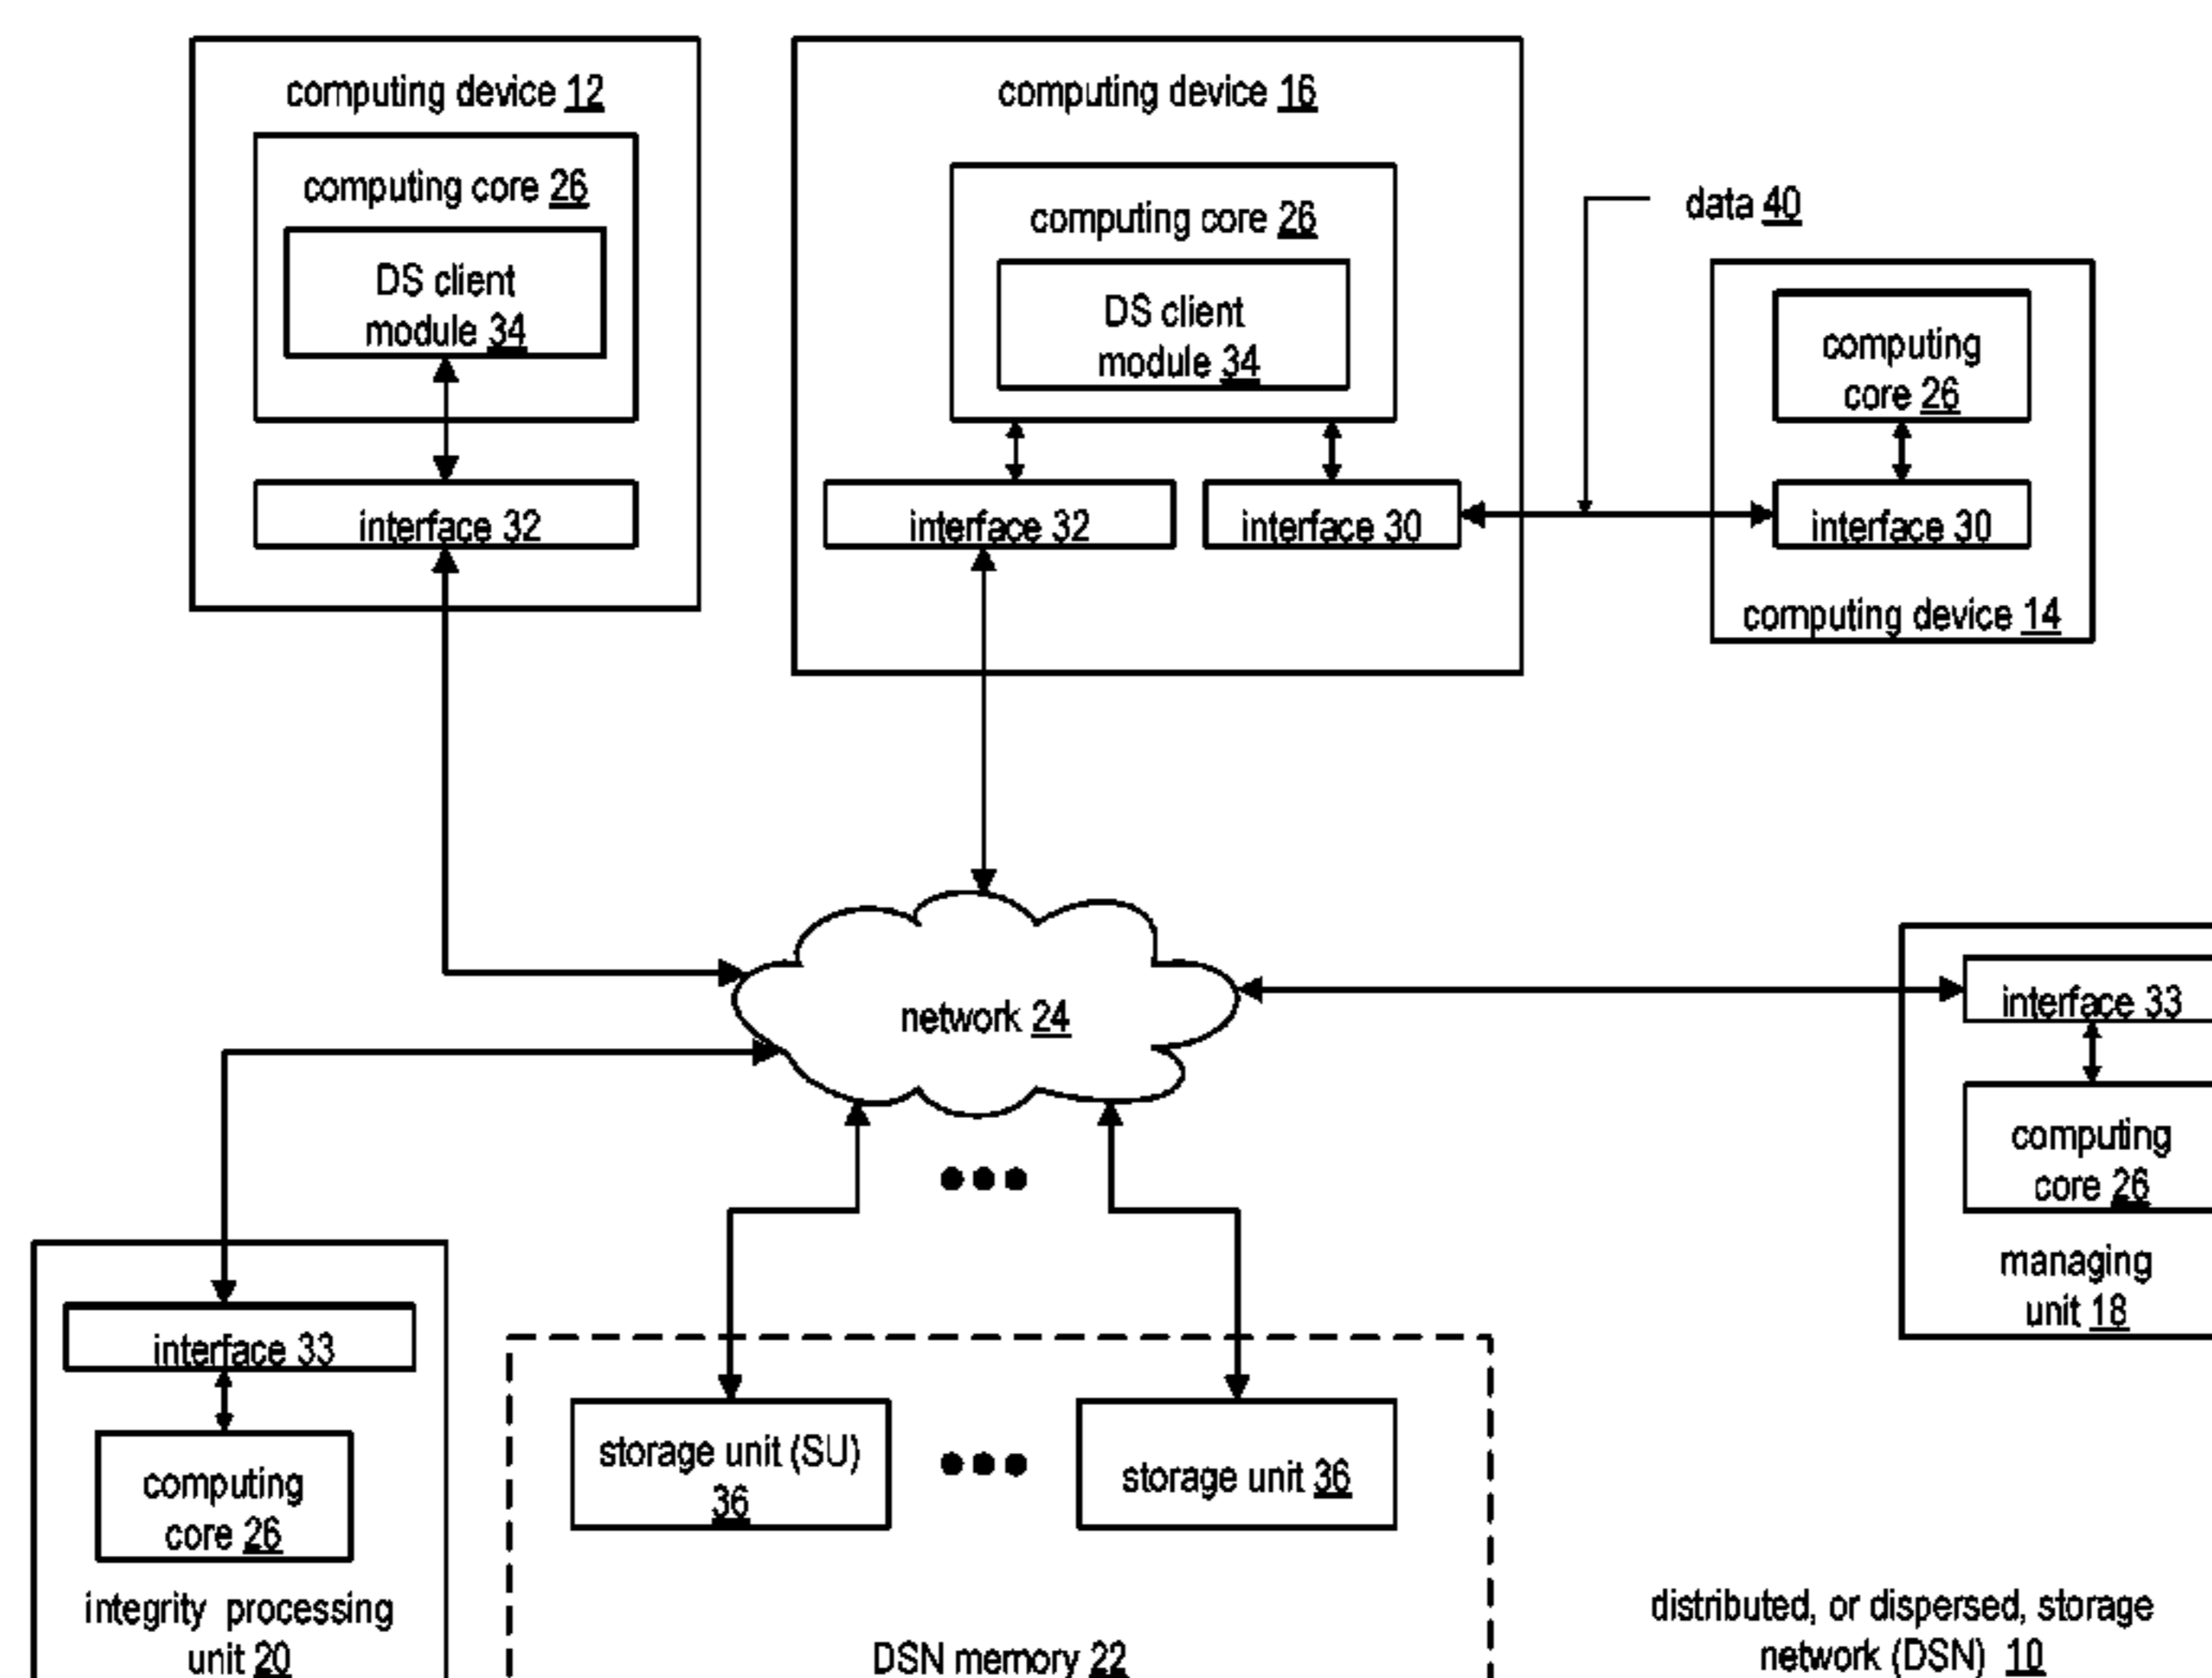 computing device 12
computing core 26
DS client
module 34
interface 32
computing device 16
computing core 26
DS client
module 34
interface 32
interface 30
data 40
computing
core 26
interface 30
computing device 14
network 24
interface 33
computing
core 26
managing
unit 18
interface 33
computing
core 26
integrity processing
unit 20
storage unit (SU)
36
storage unit 36
DSN memory 22
distributed, or dispersed, storage
network (DSN) 10